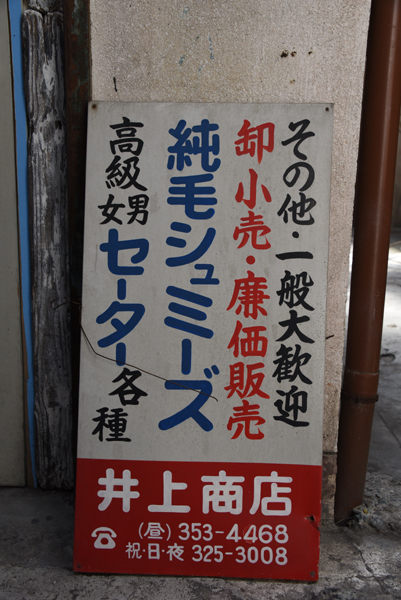 その他・一般大歓迎
卸小売・廉価販売
純毛シュミーズ
高級男女セーター各種
井上商店
☎ (昼) 353-4468
祝・日・夜 325-3008